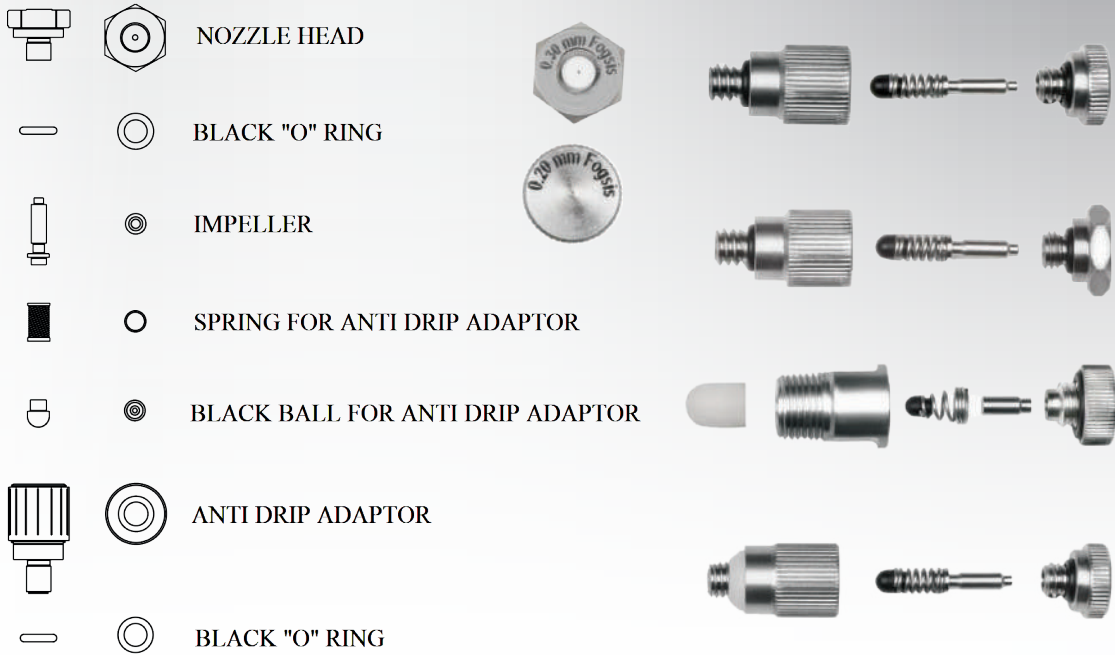 NOZZLE HEAD
0.30 mm Fogsis
BLACK "O" RING
0.20 mm Fogsis
IMPELLER
SPRING FOR ANTI DRIP ADAPTOR
BLACK BALL FOR ANTI DRIP ADAPTOR
ANTI DRIP ADAPTOR
BLACK "O" RING